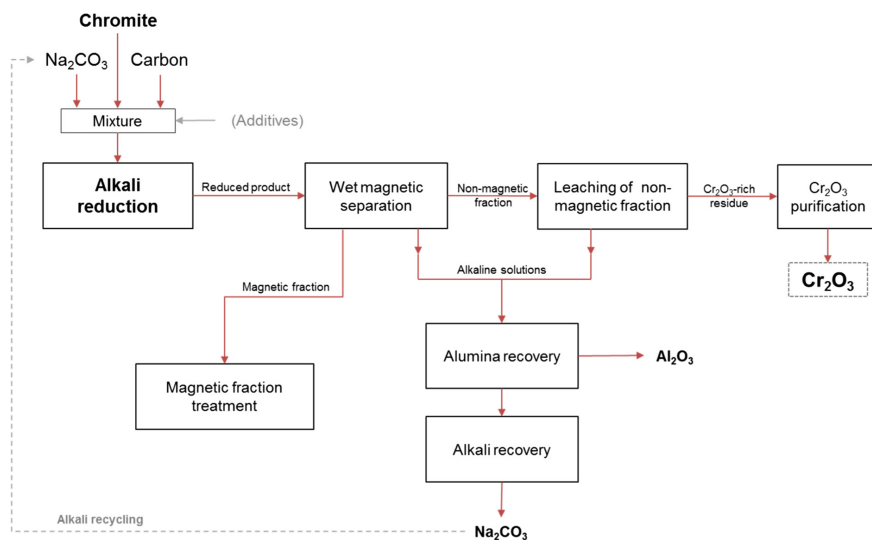 Chromite
Na₂CO₃
Carbon
Mixture
(Additives)
Alkali
reduction
Reduced product
Wet magnetic
separation
Non-magnetic
fraction
Leaching of non-
magnetic fraction
Cr₂O₃-rich
residue
Cr₂O₃
purification
Cr₂O₃
Alkaline solutions
Magnetic fraction
Magnetic fraction
treatment
Alumina recovery
Al₂O₃
Alkali recovery
Alkali recycling
Na₂CO₃